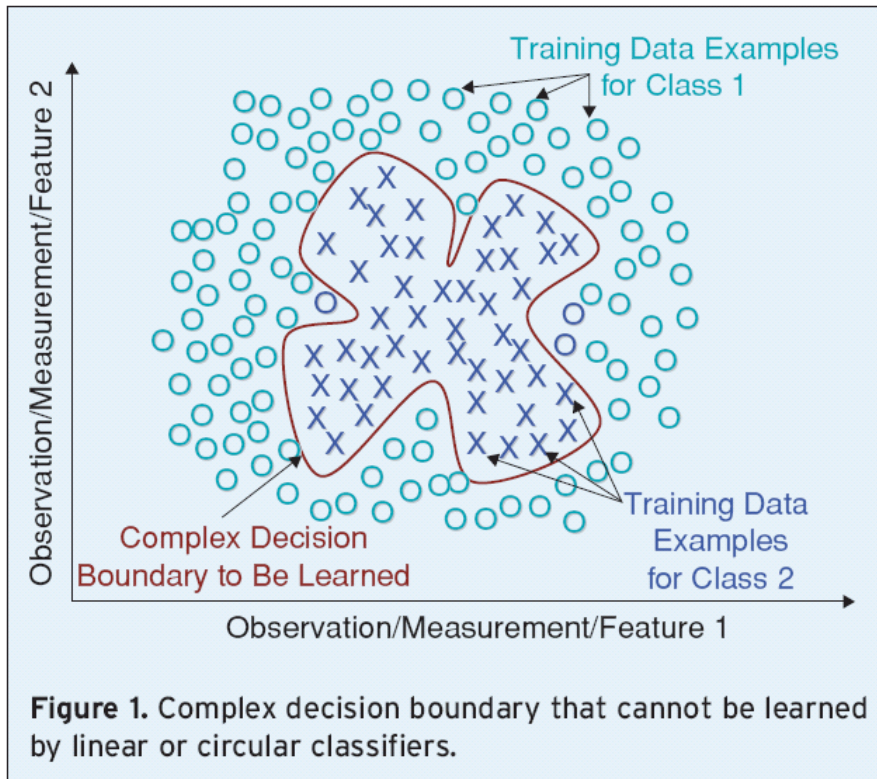 Training Data Examples
for Class 1
Observation/Measurement/Feature 2
Complex Decision
Boundary to Be Learned
Training Data
Examples
for Class 2
Observation/Measurement/Feature 1
Figure 1. Complex decision boundary that cannot be learned
by linear or circular classifiers.